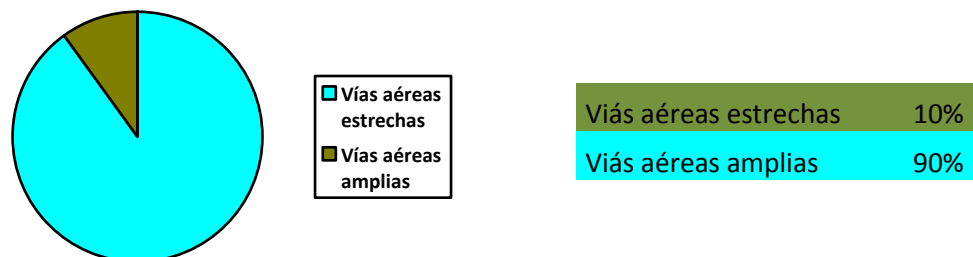 Vías aéreas
estrechas
Vías aéreas
amplias
Viás aéreas estrechas 10%
Viás aéreas amplias 90%